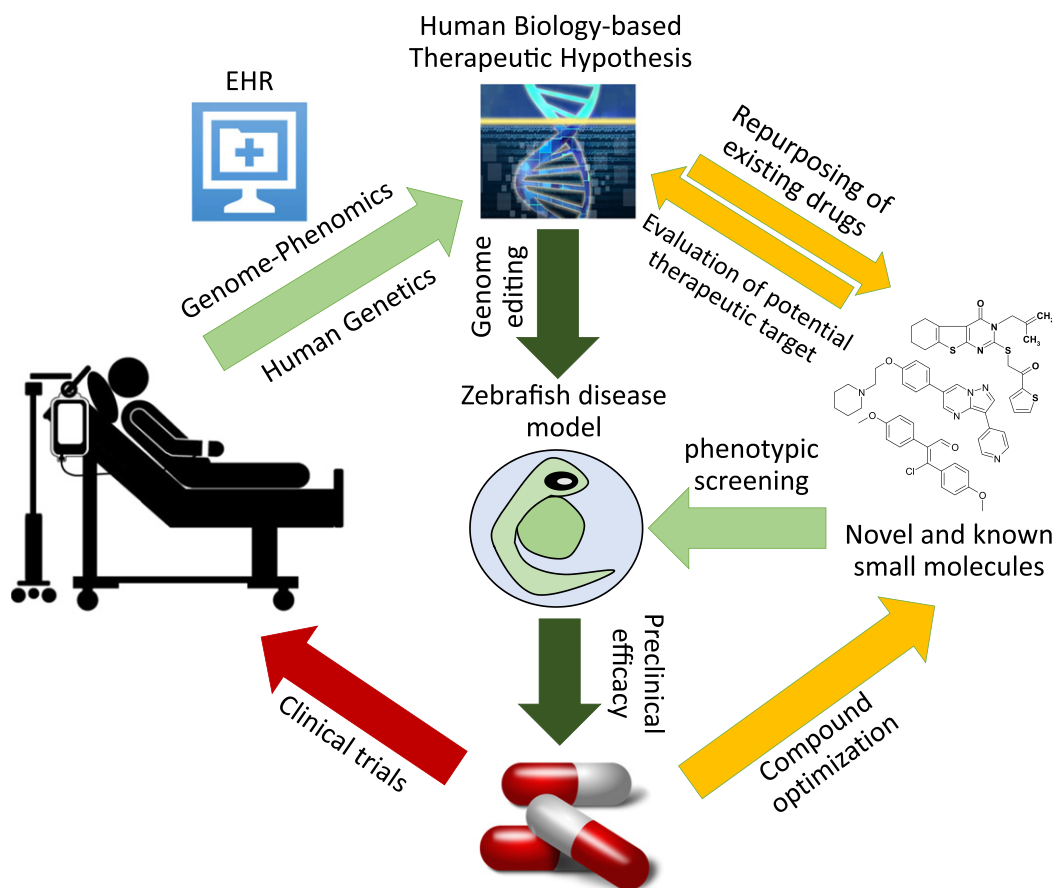 Human Biology-based
Therapeutic Hypothesis
EHR
Genome-Phenomics
Human Genetics
Genome
editing
Repurposing of
existing drugs
Evaluation of potential
therapeutic target
O
N
CH₃
CH₃
S
N
S
O
S
O
N
N
N
N
N
O
O
Cl
O
Zebrafish disease
model
phenotypic
screening
Novel and known
small molecules
Preclinical
efficacy
Clinical trials
Compound
optimization